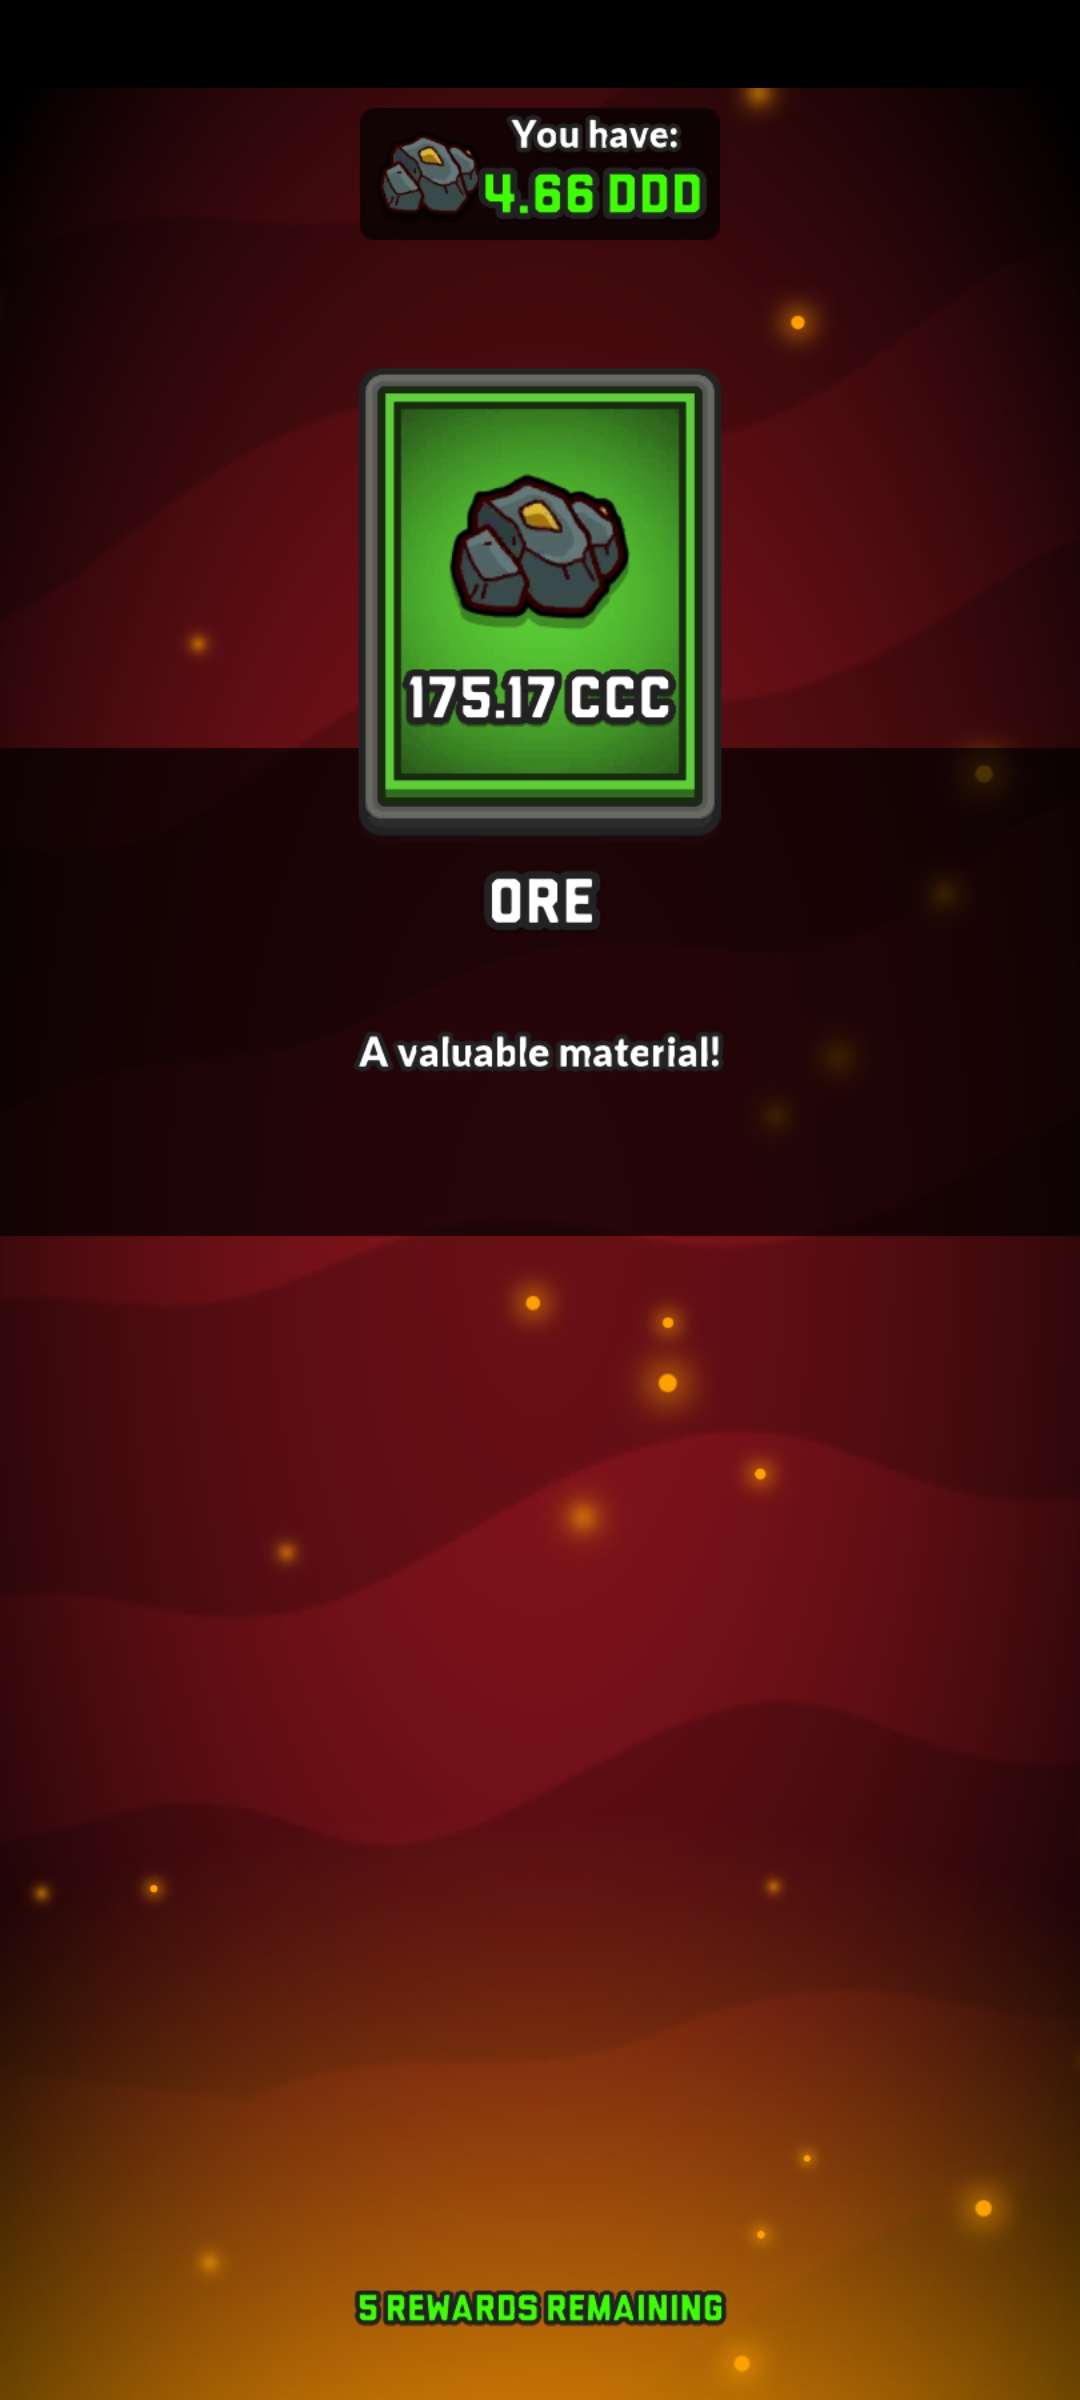 You have:
4.66 DDD
175.17 CCC
ORE
A valuable material!
5 REWARDS REMAINING